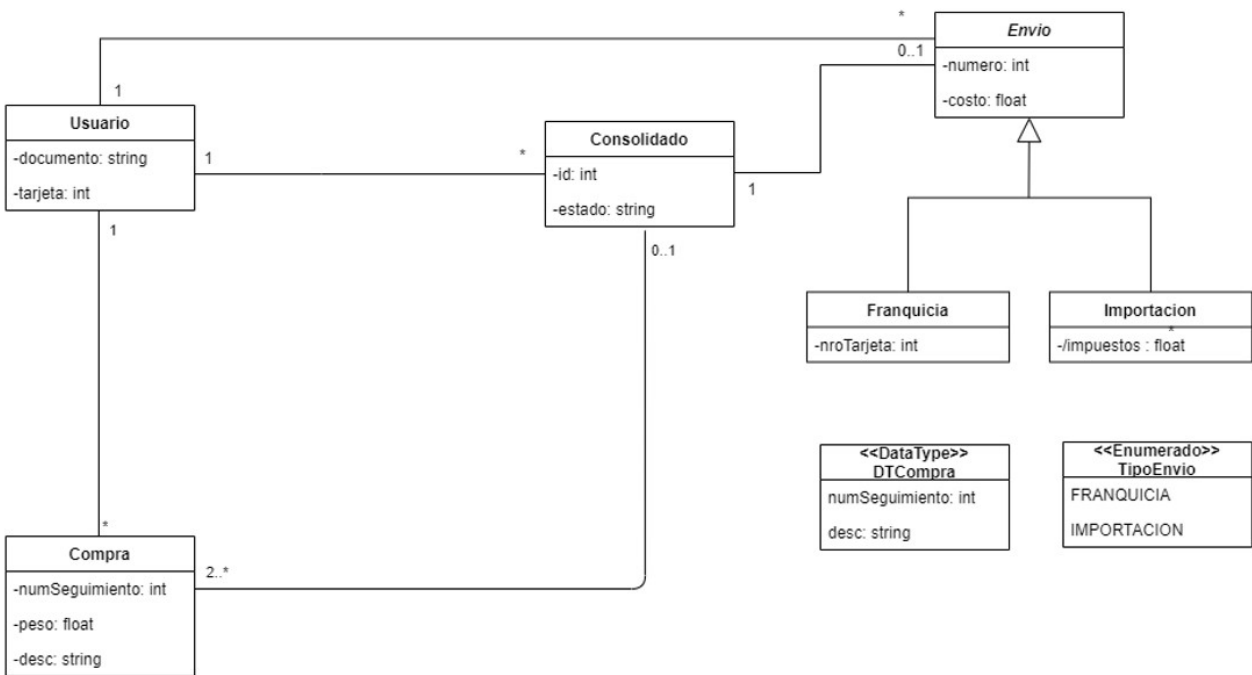 *
Envio
0..1
-numero: int
-costo: float
1
Usuario
-documento: string
-tarjeta: int
1
*
Consolidado
-id: int
-estado: string
1
1
0..1
Franquicia
-nroTarjeta: int
Importacion
*
-/impuestos : float
<<DataType>>
DTCompra
numSeguimiento: int
desc: string
<<Enumerado>>
TipoEnvio
FRANQUICIA
IMPORTACION
*
Compra
-numSeguimiento: int
-peso: float
-desc: string
2..*